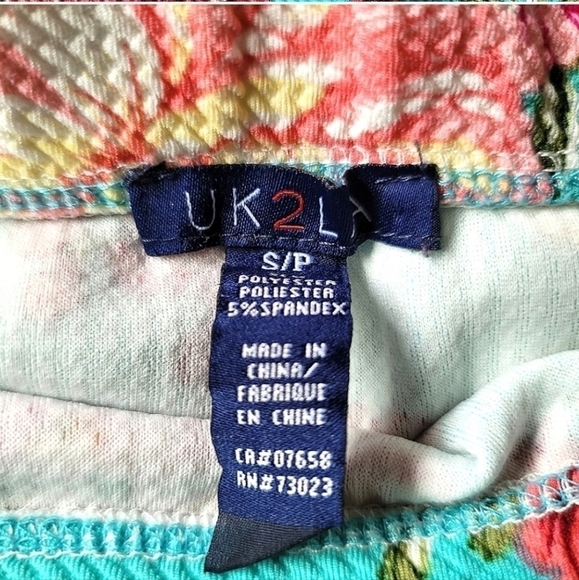 UK2LA
S/P
POLYESTER
POLIESTER
5%SPANDEX
MADE IN
CHINA/
FABRIQUE
EN CHINE
CA#07658
RN#73023